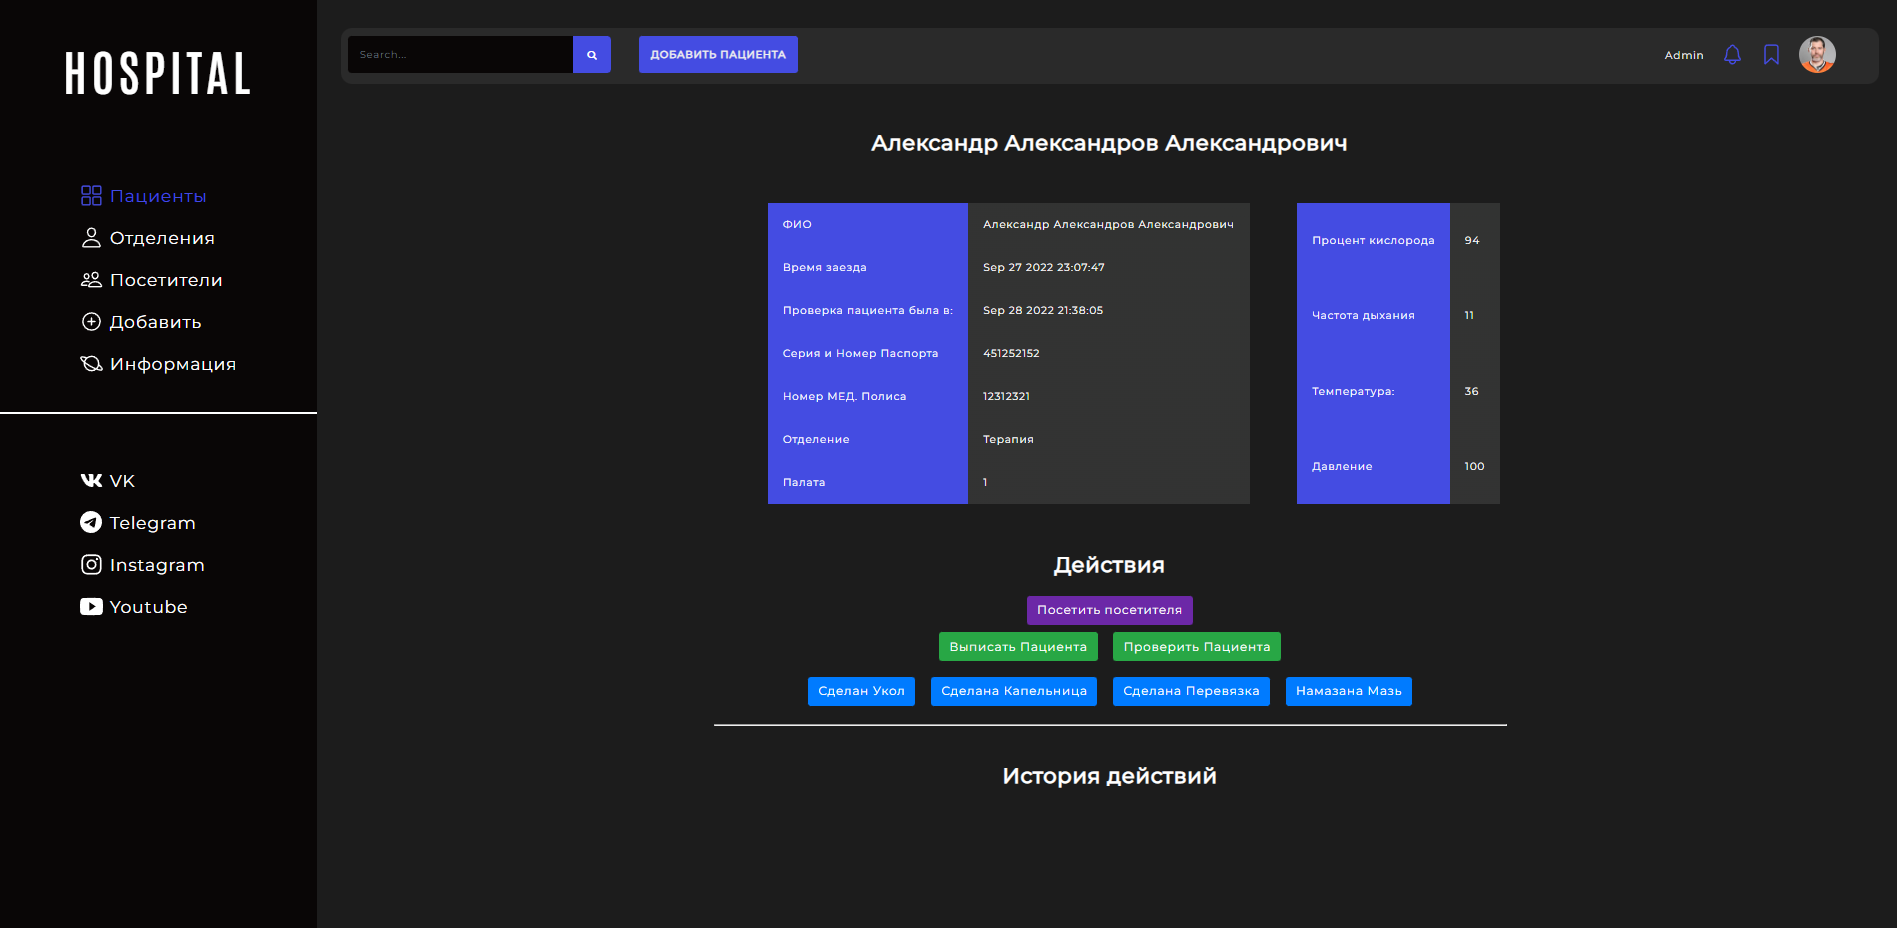 HOSPITAL
Пациенты
Отделения
Посетители
Добавить
Информация
VK
Telegram
Instagram
Youtube
Search...
ДОБАВИТЬ ПАЦИЕНТА
Admin
Александр Александров Александрович
ФИО Александр Александров Александрович
Время заезда Sep 27 2022 23:07:47
Проверка пациента была в: Sep 28 2022 21:38:05
Серия и Номер Паспорта 451252152
Номер МЕД. Полиса 12312321
Отделение Терапия
Палата 1
Процент кислорода 94
Частота дыхания 11
Температура: 36
Давление 100
Действия
Посетить посетителя
Выписать Пациента Проверить Пациента
Сделан Укол Сделана Капельница Сделана Перевязка Намазана Мазь
История действий